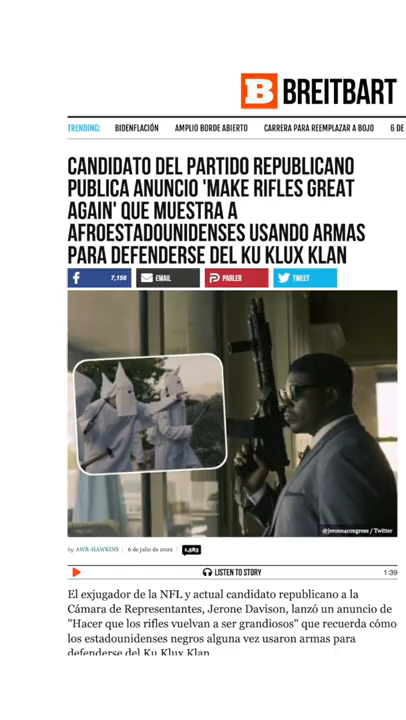 B BREITBART
TRENDING: BIDENFLACIÓN AMPLIO BORDE ABIERTO CARRERA PARA REEMPLAZAR A BOJO 6 DE
CANDIDATO DEL PARTIDO REPUBLICANO
PUBLICA ANUNCIO 'MAKE RIFLES GREAT
AGAIN' QUE MUESTRA A
AFROESTADOUNIDENSES USANDO ARMAS
PARA DEFENDERSE DEL KU KLUX KLAN
f 7,156 EMAIL PARLER TWEET
@jerone4congress / Twitter
by AWR-HAWKINS | 6 de julio de 2022 | 1,583
LISTEN TO STORY 1:39
El exjugador de la NFL y actual candidato republicano a la
Cámara de Representantes, Jerone Davison, lanzó un anuncio de
"Hacer que los rifles vuelvan a ser grandiosos" que recuerda cómo
los estadounidenses negros alguna vez usaron armas para
defenderse del Ku Klux Klan